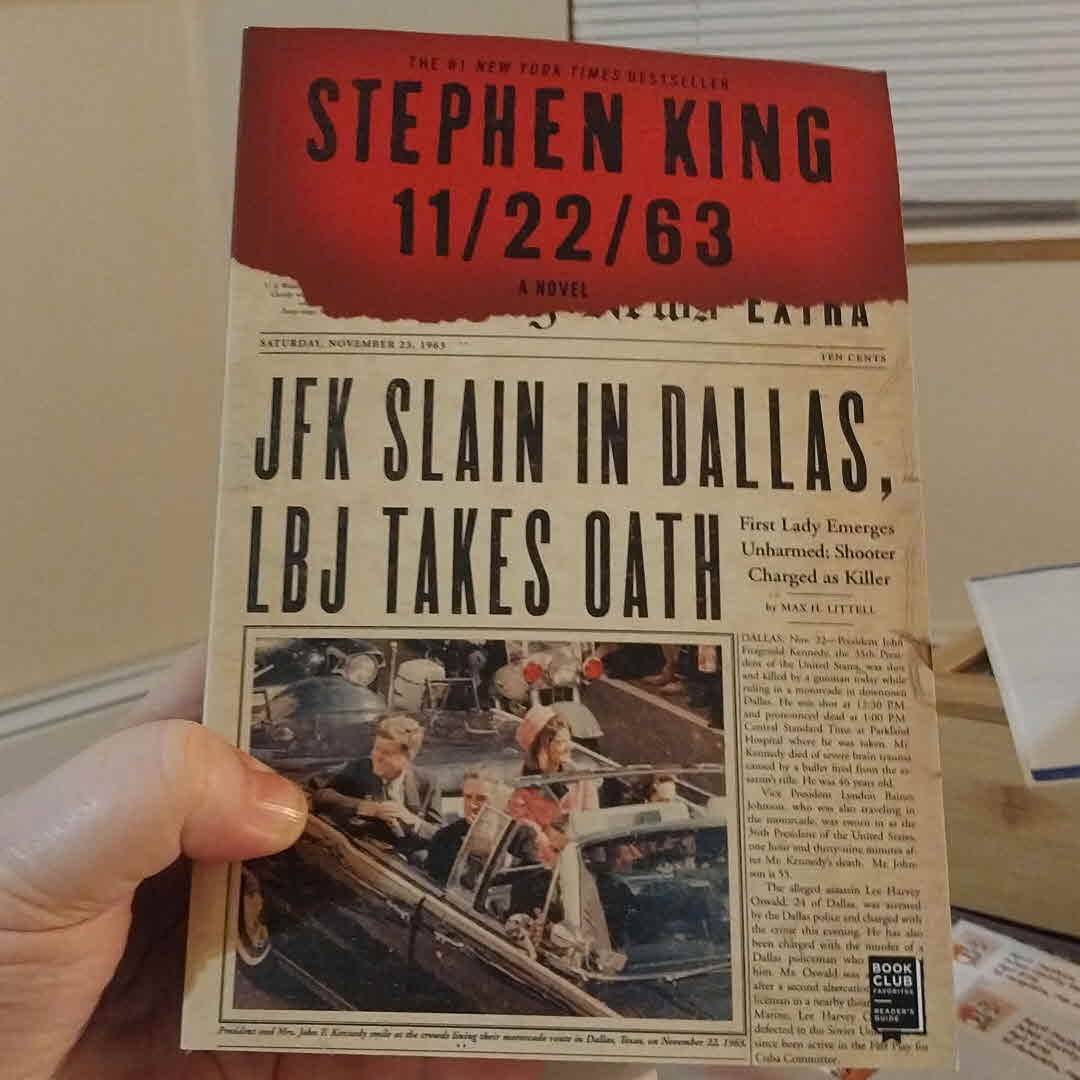 THE #1 NEW YORK TIMES BESTSELLER
STEPHEN KING
11/22/63
A NOVEL
EXTRA
SATURDAY, NOVEMBER 23, 1963
TEN CENTS
JFK SLAIN IN DALLAS,
LBJ TAKES OATH
First Lady Emerges
Unharmed; Shooter
Charged as Killer
by MAX H. LITTELL
DALLAS, Nov. 22—President John
Fitzgerald Kennedy, the 35th Presi-
dent of the United States, was shot
and killed by a gunman today while
riding in a motorcade in downtown
Dallas. He was shot at 12:30 P.M.
and pronounced dead at 1:00 P.M.
Central Standard Time at Parkland
Hospital where he was taken. Mr.
Kennedy died of severe brain trauma
caused by a bullet fired from the as-
sassin's rifle. He was 46 years old.
Vice President Lyndon Baines
Johnson, who was also traveling in
the motorcade, was sworn in as the
36th President of the United States,
one hour and thirty-nine minutes af-
ter Mr. Kennedy's death. Mr. John-
son is 55.
The alleged assassin Lee Harvey
Oswald, 24 of Dallas, was arrested
by the Dallas police and charged with
the crime this evening. He has also
been charged with the murder of a
Dallas policeman who
him. Mr. Oswald was
after a second altercation
liceman in a nearby
Marine, Lee Harvey
defected to the Soviet
since been active in the Fair Play for
Cuba Committee.
BOOK
CLUB
FAVORITES
READER'S
GUIDE
President and Mrs. John F. Kennedy smile at the crowds lining their motorcade route in Dallas, Texas, on November 22, 1963.